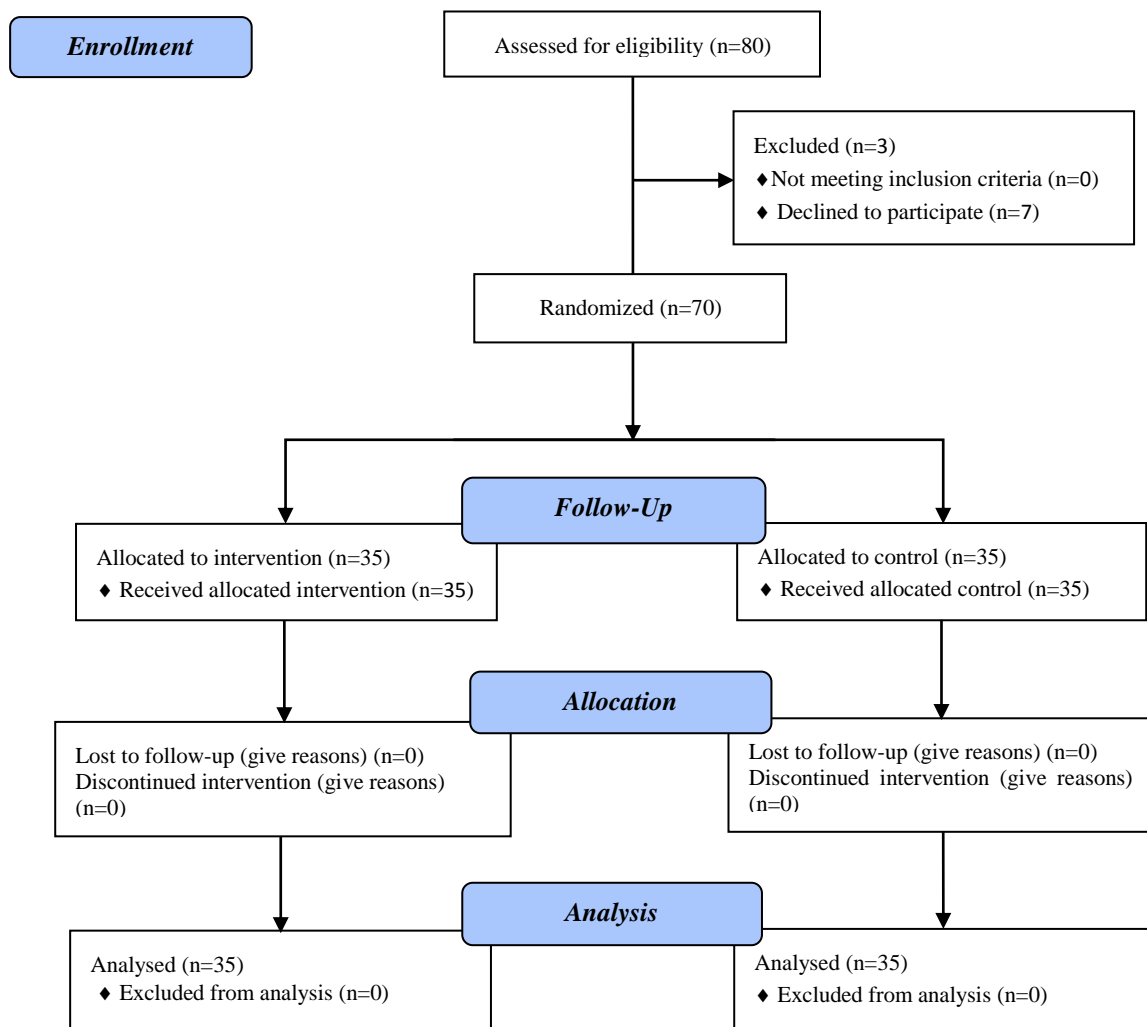 Enrollment
Assessed for eligibility (n=80)
Excluded (n=3)
♦Not meeting inclusion criteria (n=0)
♦ Declined to participate (n=7)
Randomized (n=70)
Follow-Up
Allocated to intervention (n=35)
♦ Received allocated intervention (n=35)
Allocated to control (n=35)
♦ Received allocated control (n=35)
Allocation
Lost to follow-up (give reasons) (n=0)
Discontinued intervention (give reasons)
(n=0)
Lost to follow-up (give reasons) (n=0)
Discontinued intervention (give reasons)
(n=0)
Analysis
Analysed (n=35)
♦ Excluded from analysis (n=0)
Analysed (n=35)
♦ Excluded from analysis (n=0)